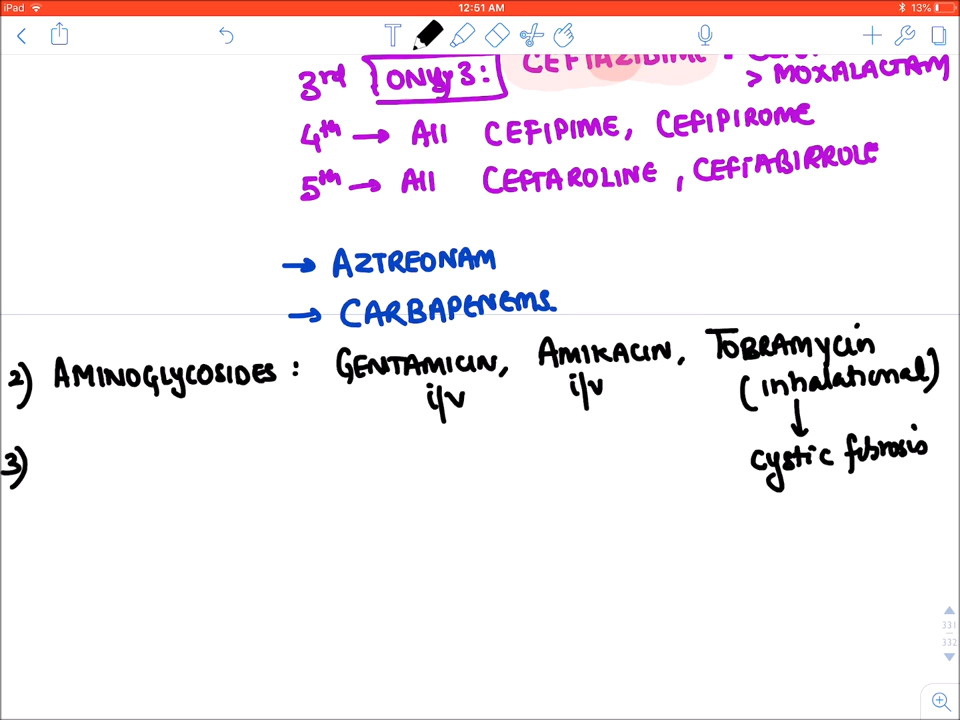 iPad 12:51 AM 13%
T
3rd ONLY 3: CEFTAZIDIME :
> MOXALACTAM
4th → All CEFIPIME, CEFIPIROME
5th → All CEFTAROLINE, CEFTABIRROLE
→ AZTREONAM
→ CARBAPENEMS
2) AMINOGLYCOSIDES : GENTAMICIN, AMIKACIN, TOBRAMYCIN
i/v i/v (inhalational)
↓
cystic fibrosis
3)
331
332